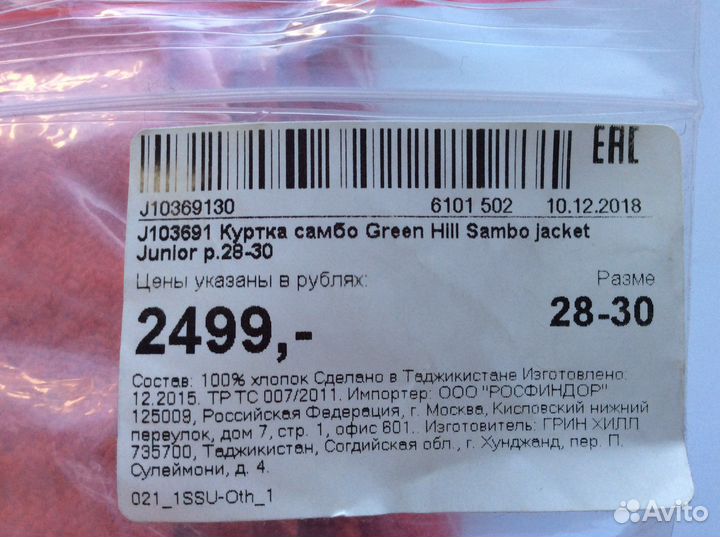 EAC
J10369130 6101 502 10.12.2018
J103691 Куртка самбо Green Hill Sambo jacket
Junior р.28-30
Цены указаны в рублях: Разме
2499,- 28-30
Состав: 100% хлопок Сделано в Таджикистане Изготовлено:
12.2015. ТР ТС 007/2011. Импортер: ООО "РОСФИНДОР"
125009, Российская Федерация, г. Москва, Кисловский нижний
переулок, дом 7, стр. 1, офис 601.. Изготовитель: ГРИН ХИЛЛ
735700, Таджикистан, Согдийская обл., г. Хунджанд, пер. П.
Сулеймони, д. 4.
021_1SSU-Oth_1
Avito